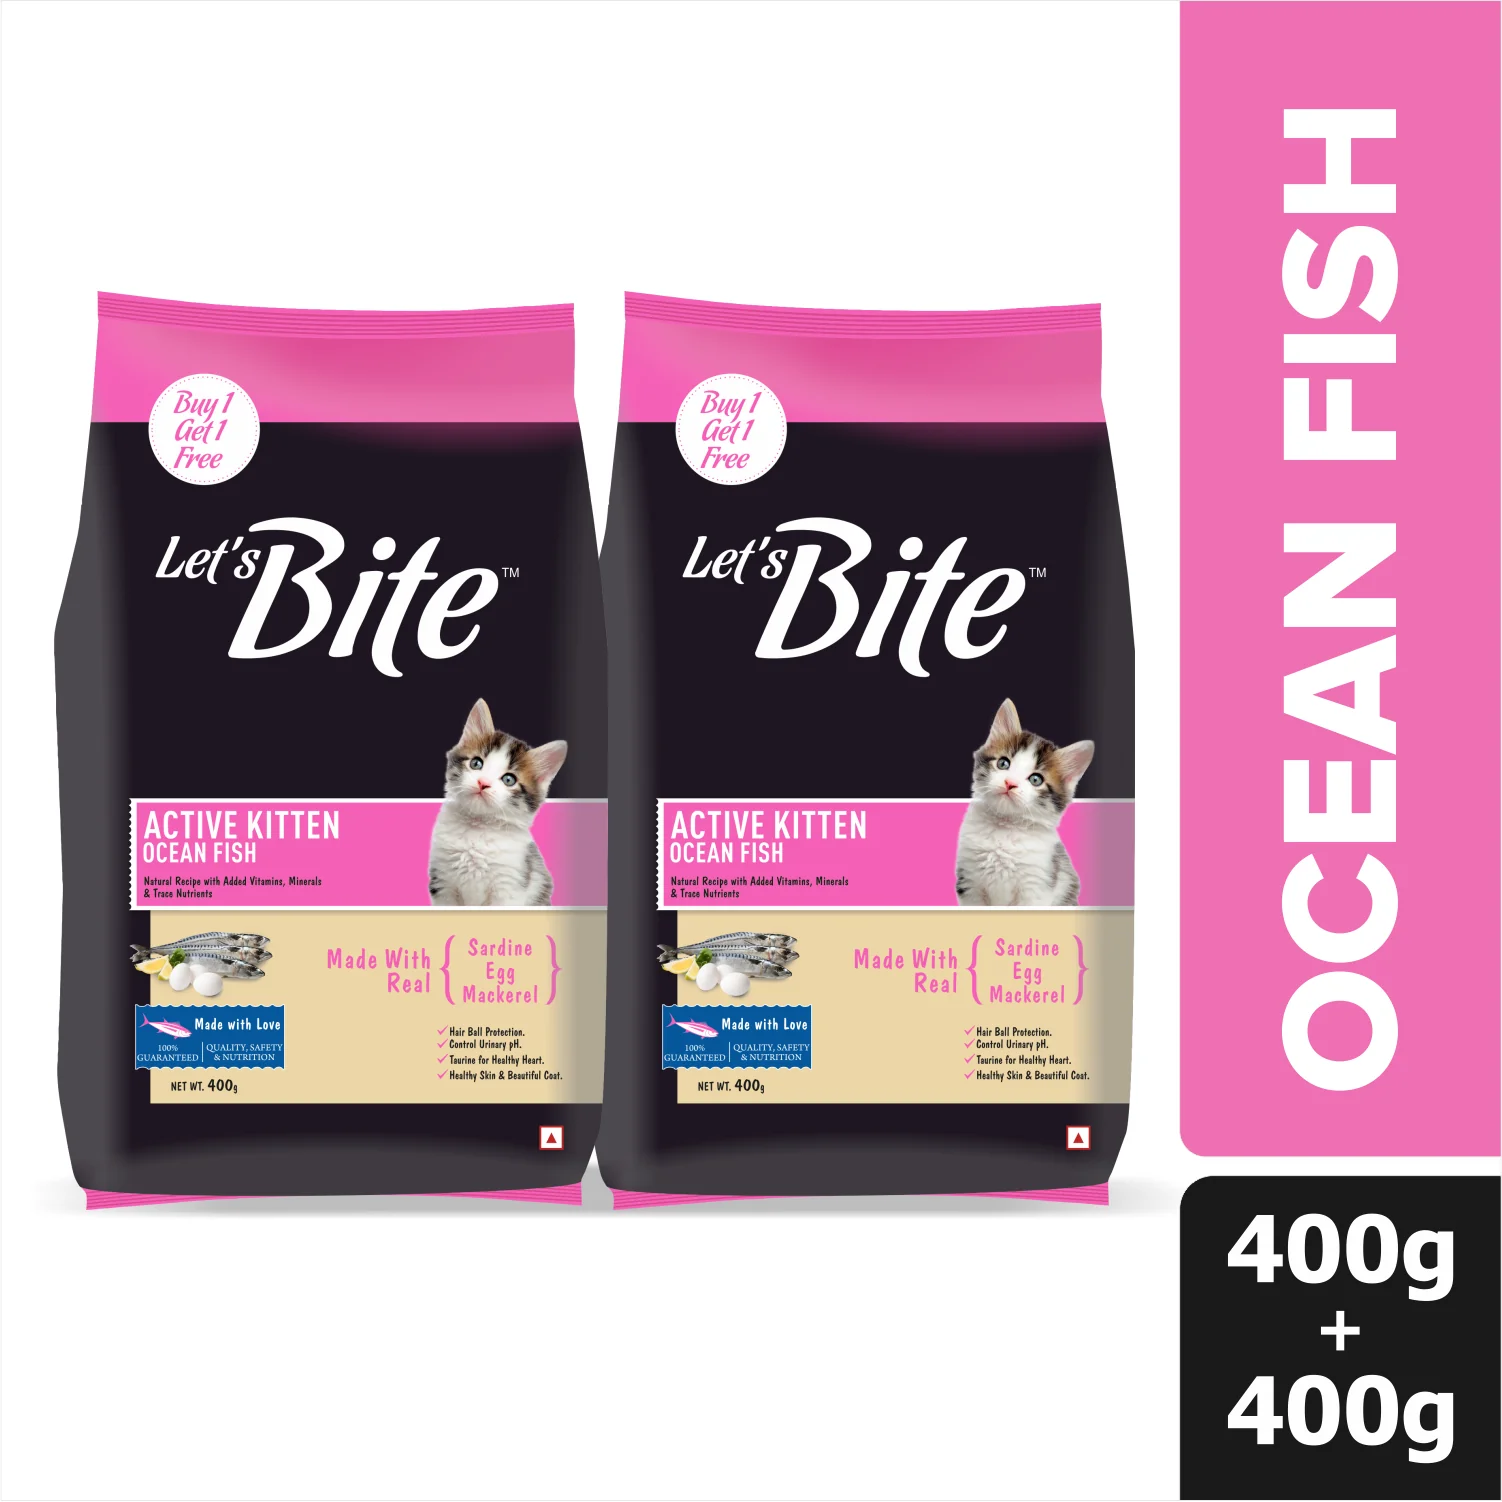 Buy 1
Get 1
Free
Let's Bite™
ACTIVE KITTEN
OCEAN FISH
Natural Recipe with Added Vitamins, Minerals
& Trace Nutrients
Made With
Real
Sardine
Egg
Mackerel
Made with Love
100%
GUARANTEED
QUALITY, SAFETY
& NUTRITION
Hair Ball Protection.
Control Urinary pH.
Taurine for Healthy Heart.
Healthy Skin & Beautiful Coat.
NET WT. 400g
Buy 1
Get 1
Free
Let's Bite™
ACTIVE KITTEN
OCEAN FISH
Natural Recipe with Added Vitamins, Minerals
& Trace Nutrients
Made With
Real
Sardine
Egg
Mackerel
Made with Love
100%
GUARANTEED
QUALITY, SAFETY
& NUTRITION
Hair Ball Protection.
Control Urinary pH.
Taurine for Healthy Heart.
Healthy Skin & Beautiful Coat.
NET WT. 400g
OCEAN FISH
400g
+
400g